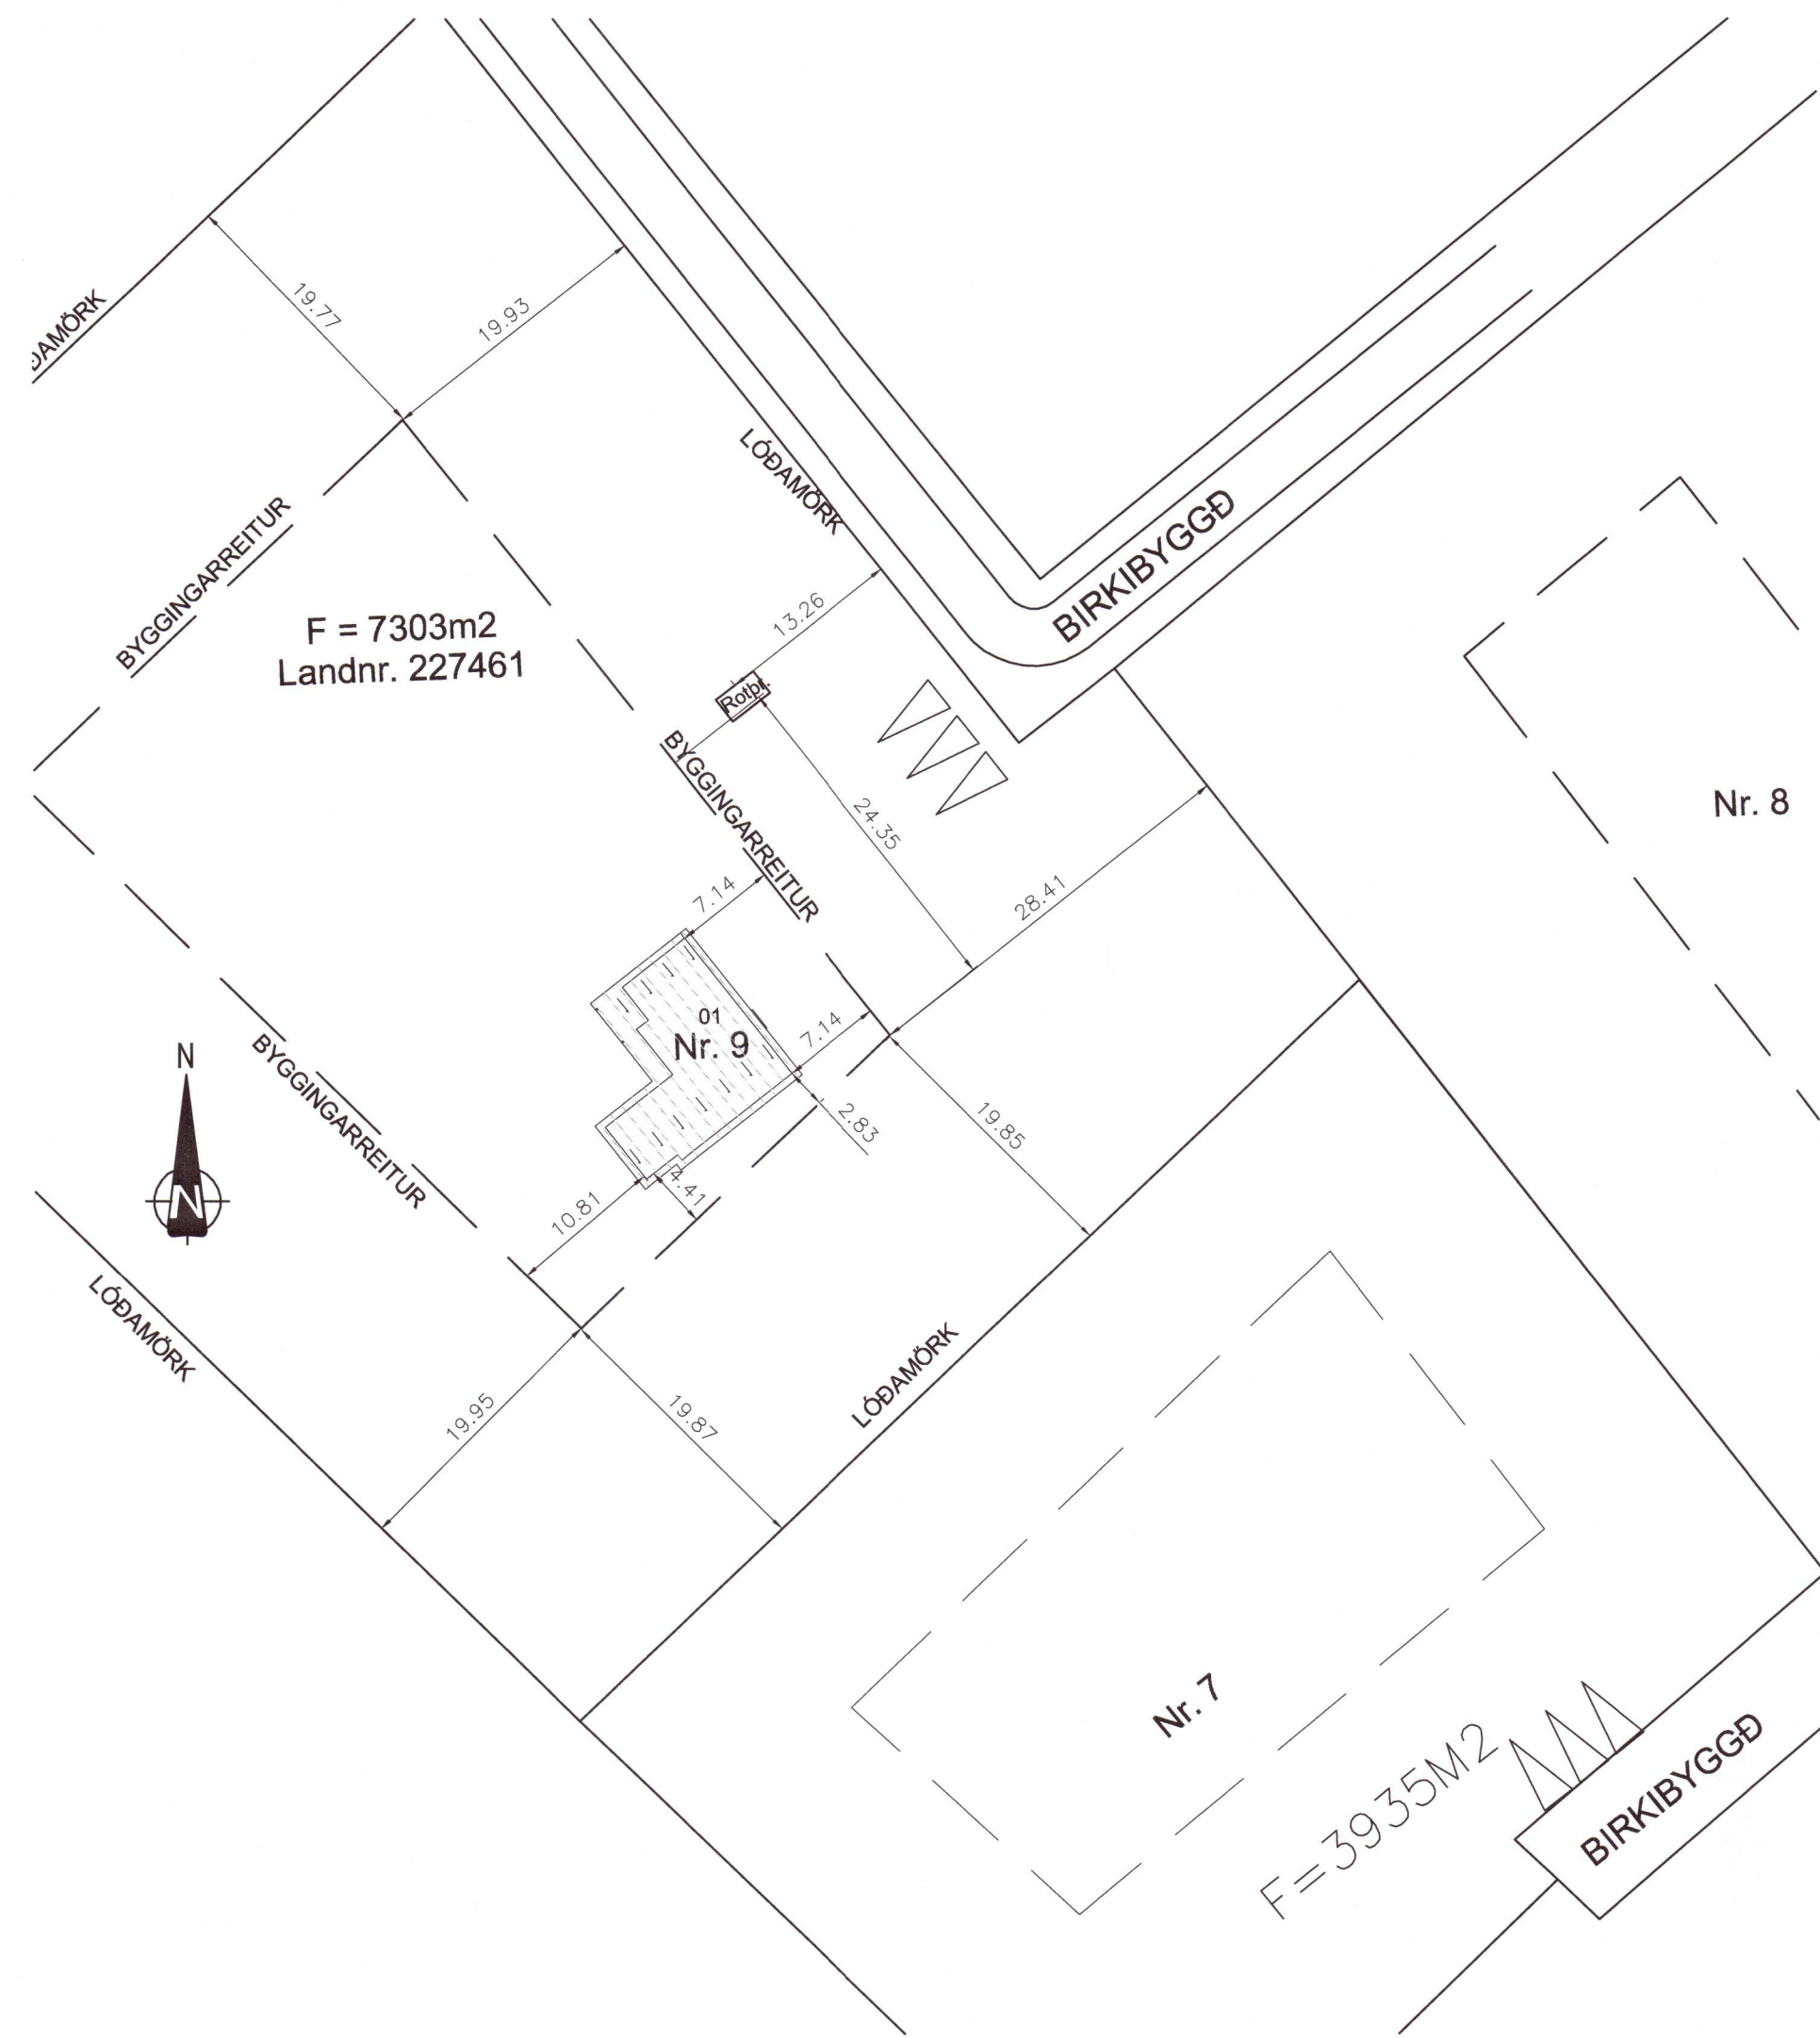 19.77
19.93
ÐAMÖRK
LÓÐAMÖRK
BIRKIBYGGÐ
BYGGINGARREITUR
F = 7303m2
Landnr. 227461
13.26
Rotþr.
BYGGINGARREITUR
24.35
Nr. 8
7.14
28.41
01
Nr. 9
7.14
N
N
BYGGINGARREITUR
2.83
19.85
4.41
10.81
LÓÐAMÖRK
LÓÐAMÖRK
19.95
19.87
Nr. 7
F=3935M2
BIRKIBYGGÐ